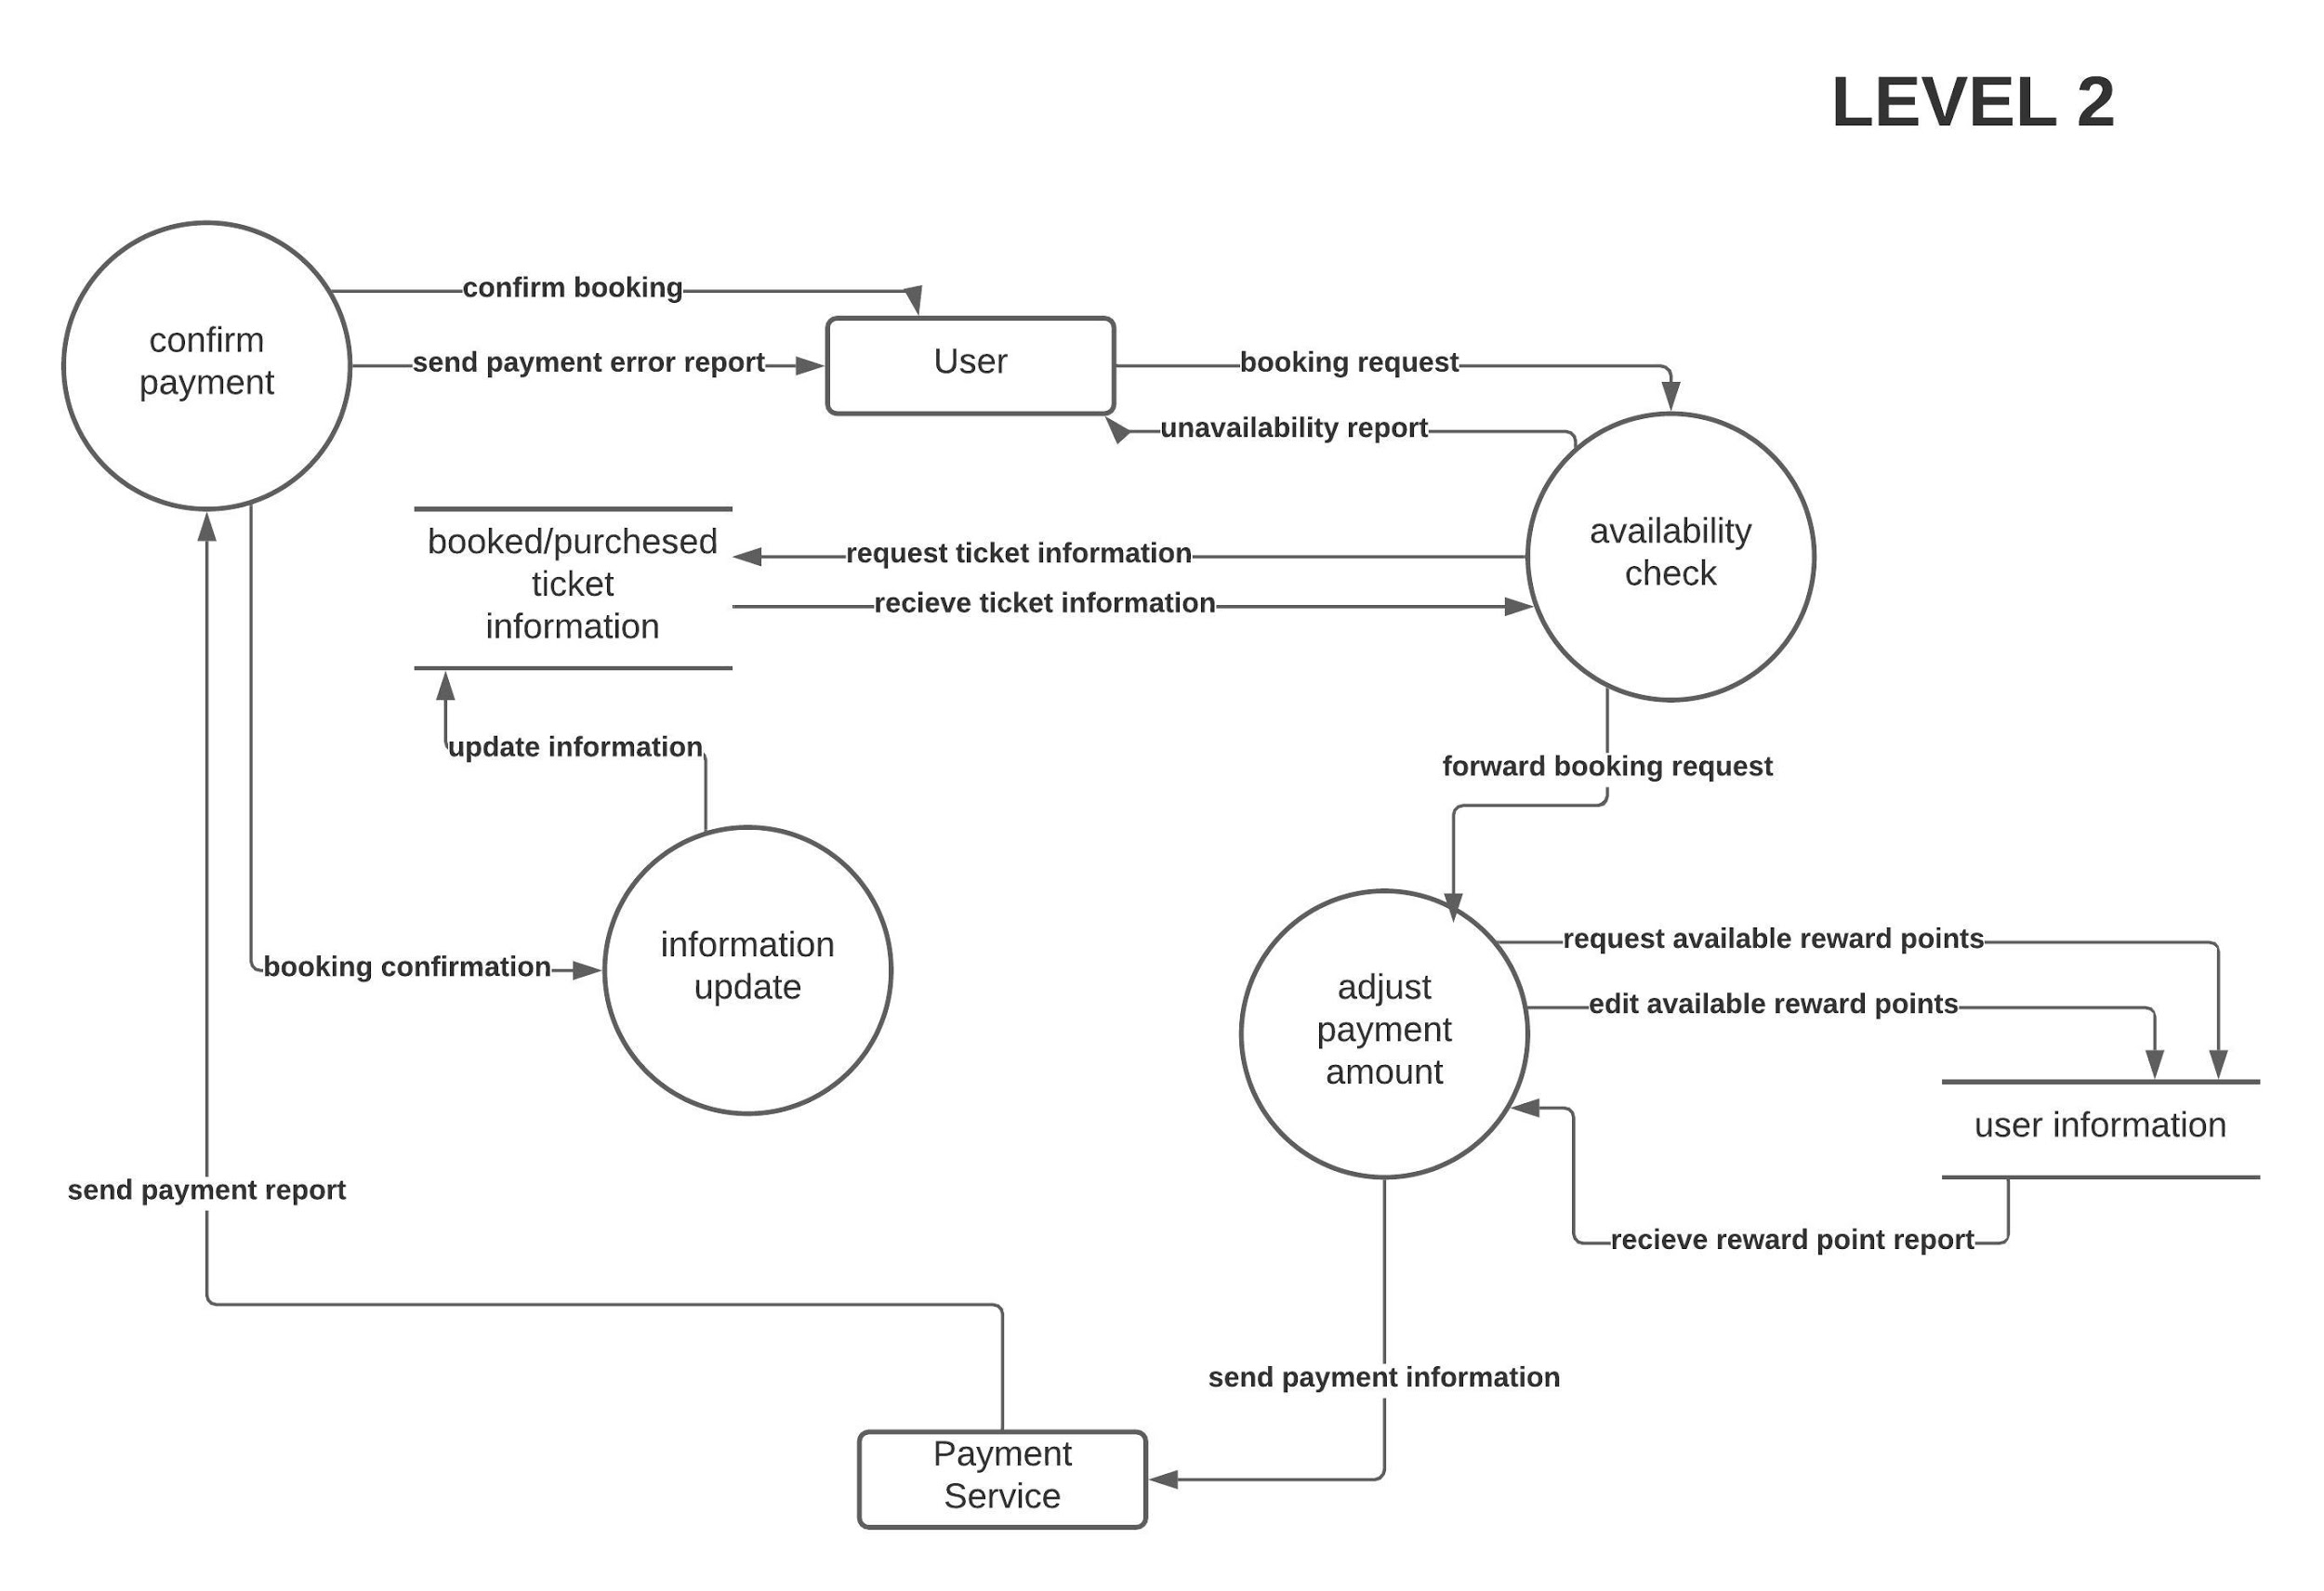 LEVEL 2
confirm booking
confirm
payment
send payment error report
User
booking request
unavailability report
booked/purchesed
ticket
information
request ticket information
recieve ticket information
availability
check
update information
forward booking request
information
update
booking confirmation
adjust
payment
amount
request available reward points
edit available reward points
user information
send payment report
recieve reward point report
send payment information
Payment
Service